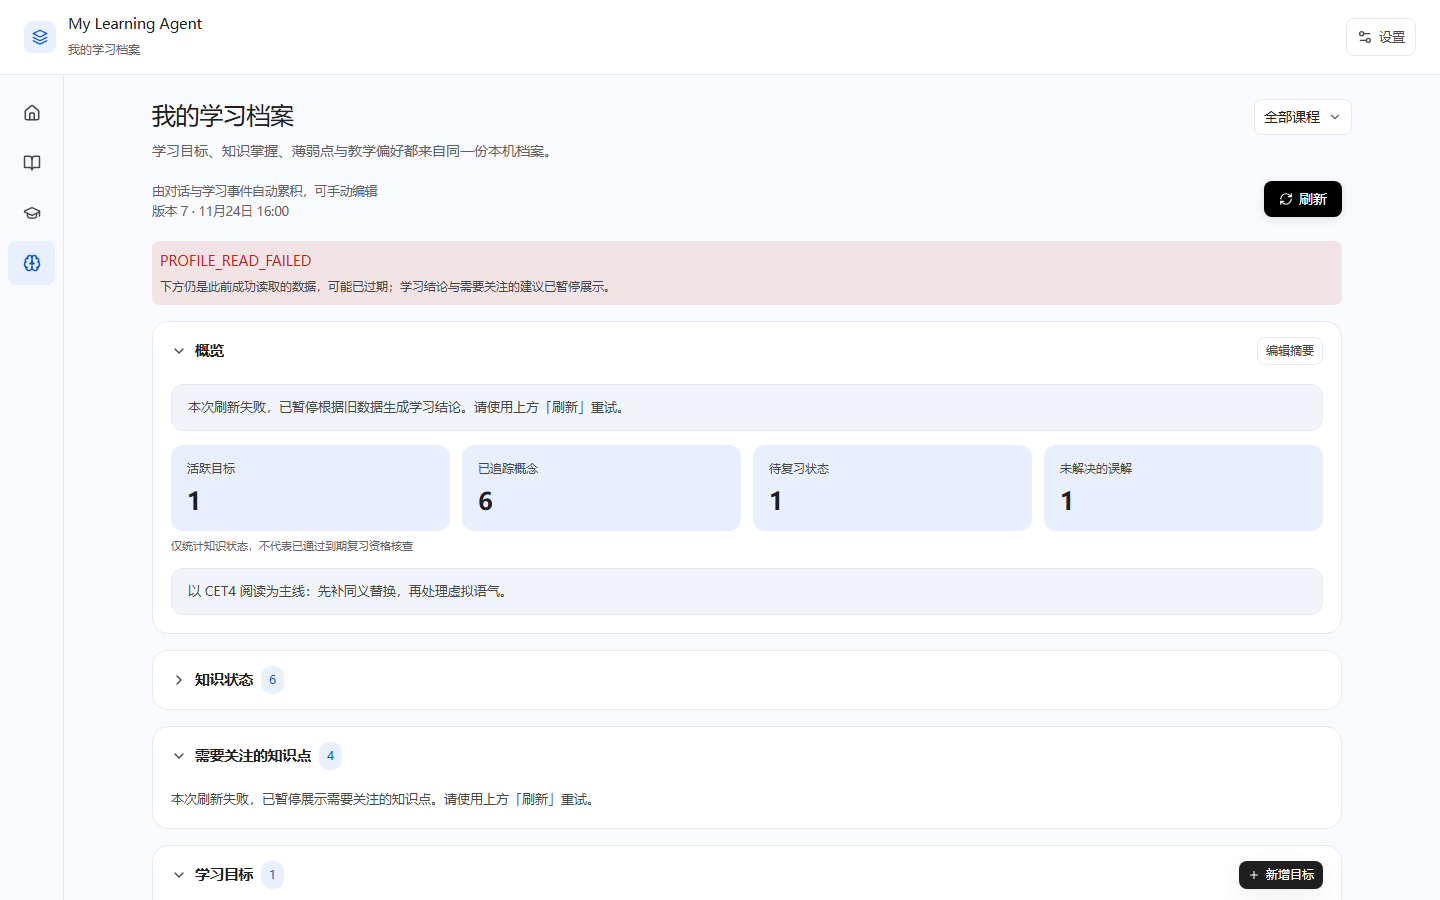 My Learning Agent
我的学习档案
设置
我的学习档案
全部课程
学习目标、知识掌握、薄弱点与教学偏好都来自同一份本机档案。
由对话与学习事件自动累积，可手动编辑
版本 7 · 11月24日 16:00
刷新
PROFILE_READ_FAILED
下方仍是此前成功读取的数据，可能已过期；学习结论与需要关注的建议已暂停展示。
概览
编辑摘要
本次刷新失败，已暂停根据旧数据生成学习结论。请使用上方「刷新」重试。
活跃目标
1
已追踪概念
6
待复习状态
1
未解决的误解
1
仅统计知识状态，不代表已通过到期复习资格核查
以 CET4 阅读为主线：先补同义替换，再处理虚拟语气。
知识状态 6
需要关注的知识点 4
本次刷新失败，已暂停展示需要关注的知识点。请使用上方「刷新」重试。
学习目标 1
+ 新增目标